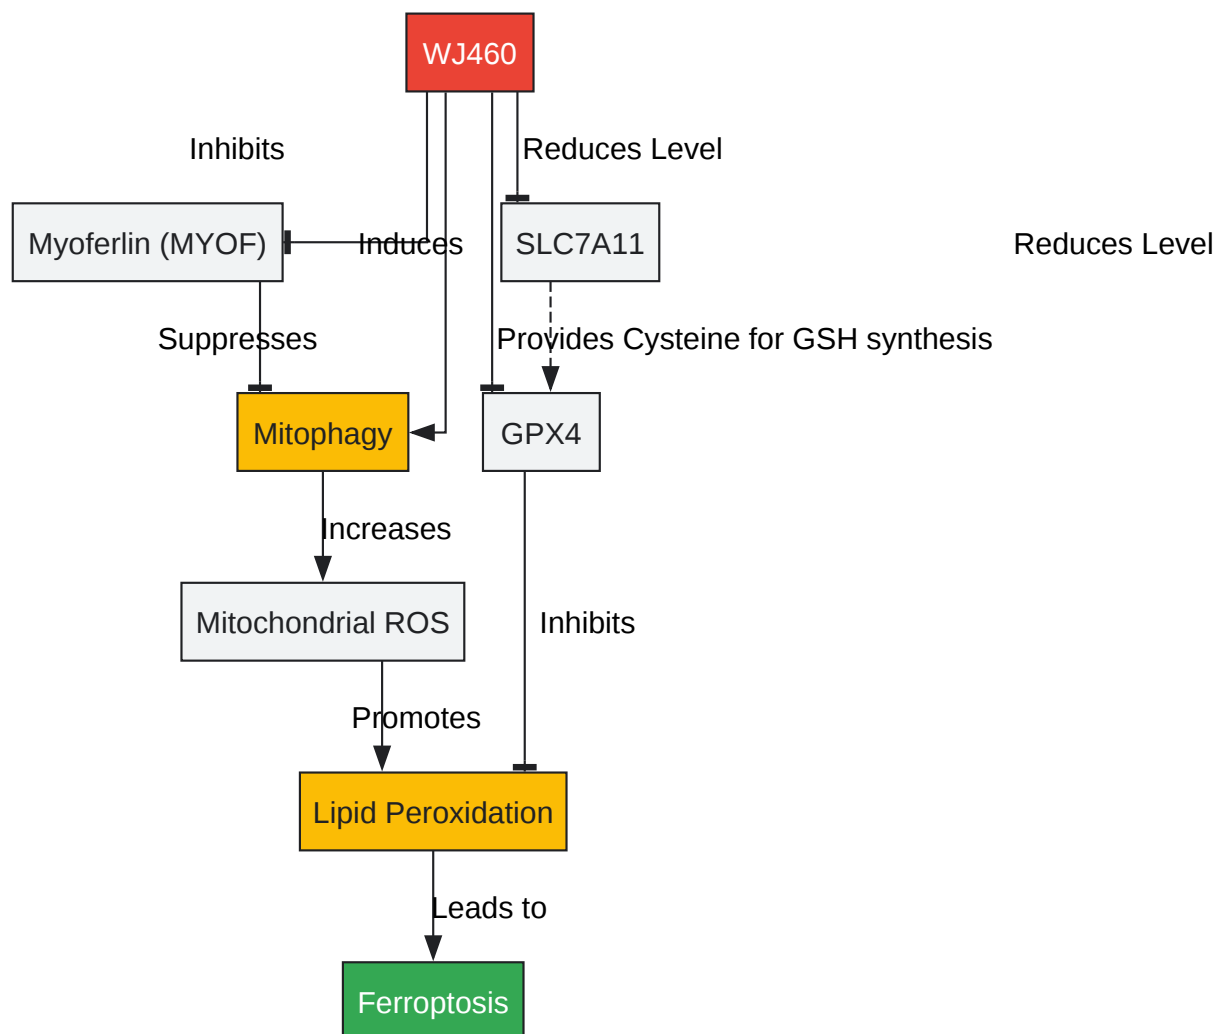 WJ460
Inhibits
Reduces Level
Myoferlin (MYOF)
Induces
SLC7A11
Reduces Level
Suppresses
Provides Cysteine for GSH synthesis
Mitophagy
GPX4
Increases
Mitochondrial ROS
Inhibits
Promotes
Lipid Peroxidation
Leads to
Ferroptosis